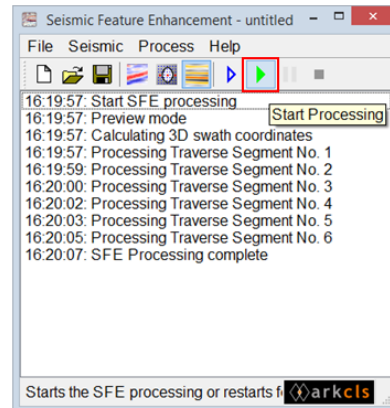 Seismic Feature Enhancement - untitled
File Seismic Process Help
Start Processing
16:19:57: Start SFE processing
16:19:57: Preview mode
16:19:57: Calculating 3D swath coordinates
16:19:57: Processing Traverse Segment No. 1
16:19:59: Processing Traverse Segment No. 2
16:20:00: Processing Traverse Segment No. 3
16:20:02: Processing Traverse Segment No. 4
16:20:03: Processing Traverse Segment No. 5
16:20:05: Processing Traverse Segment No. 6
16:20:07: SFE Processing complete
Starts the SFE processing or restarts f
arkcls